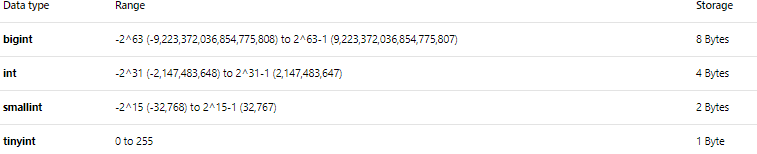 Data type Range Storage
bigint -2^63 (-9,223,372,036,854,775,808) to 2^63-1 (9,223,372,036,854,775,807) 8 Bytes
int -2^31 (-2,147,483,648) to 2^31-1 (2,147,483,647) 4 Bytes
smallint -2^15 (-32,768) to 2^15-1 (32,767) 2 Bytes
tinyint 0 to 255 1 Byte